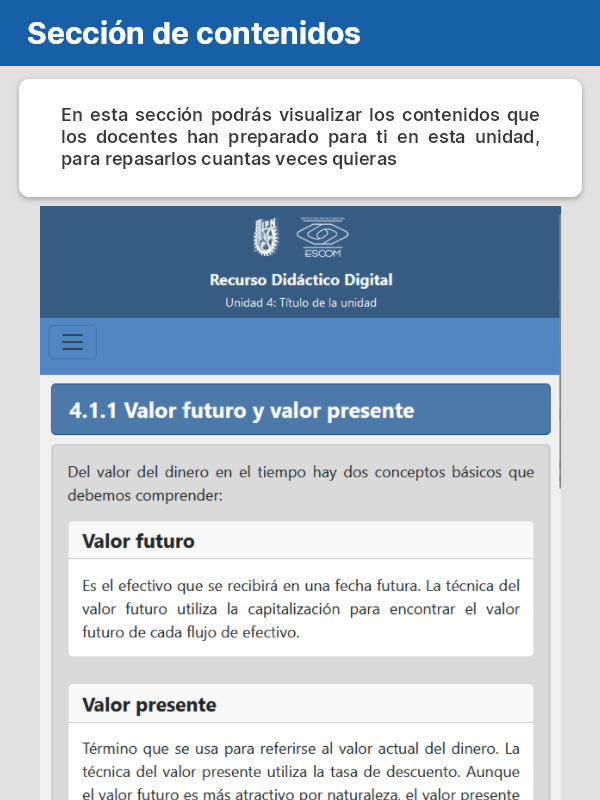 Sección de contenidos
En esta sección podrás visualizar los contenidos que
los docentes han preparado para ti en esta unidad,
para repasarlos cuantas veces quieras
ESCOM
Recurso Didáctico Digital
Unidad 4: Título de la unidad
4.1.1 Valor futuro y valor presente
Del valor del dinero en el tiempo hay dos conceptos básicos que
debemos comprender:
Valor futuro
Es el efectivo que se recibirá en una fecha futura. La técnica del
valor futuro utiliza la capitalización para encontrar el valor
futuro de cada flujo de efectivo.
Valor presente
Término que se usa para referirse al valor actual del dinero. La
técnica del valor presente utiliza la tasa de descuento. Aunque
el valor futuro es más atractivo por naturaleza, el valor presente